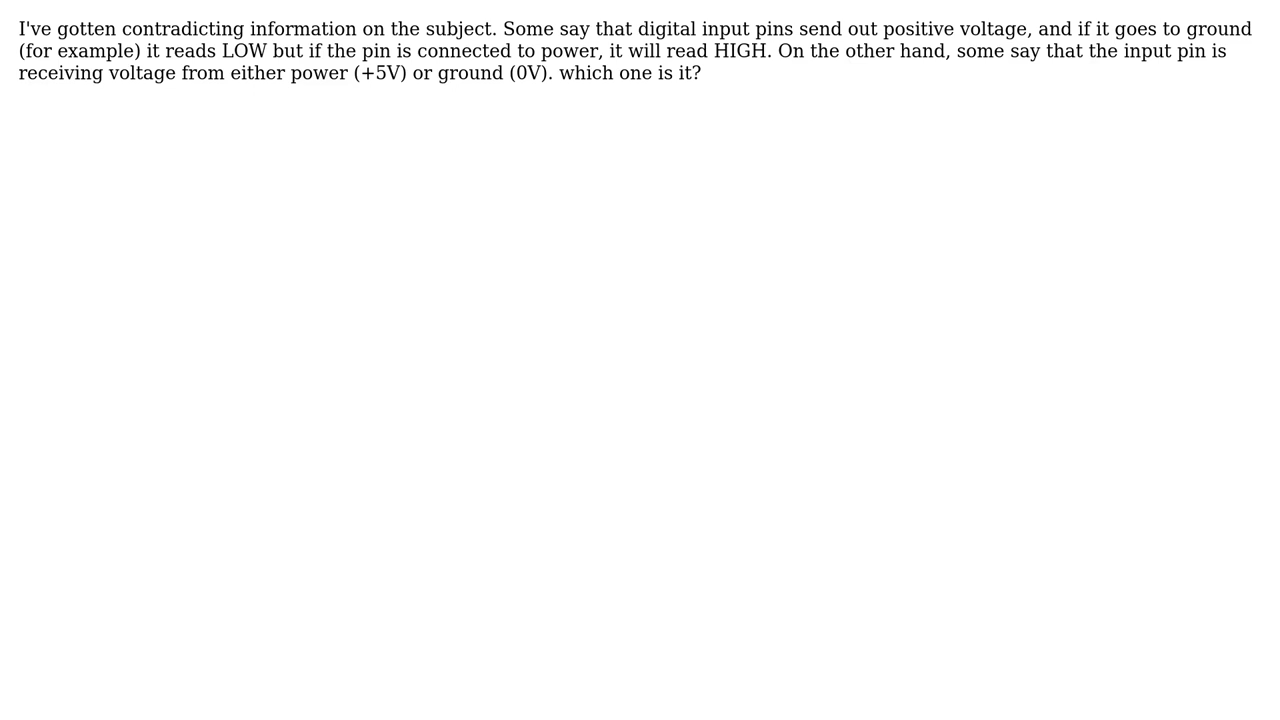 I've gotten contradicting information on the subject. Some say that digital input pins send out positive voltage, and if it goes to ground
(for example) it reads LOW but if the pin is connected to power, it will read HIGH. On the other hand, some say that the input pin is
receiving voltage from either power (+5V) or ground (0V). which one is it?